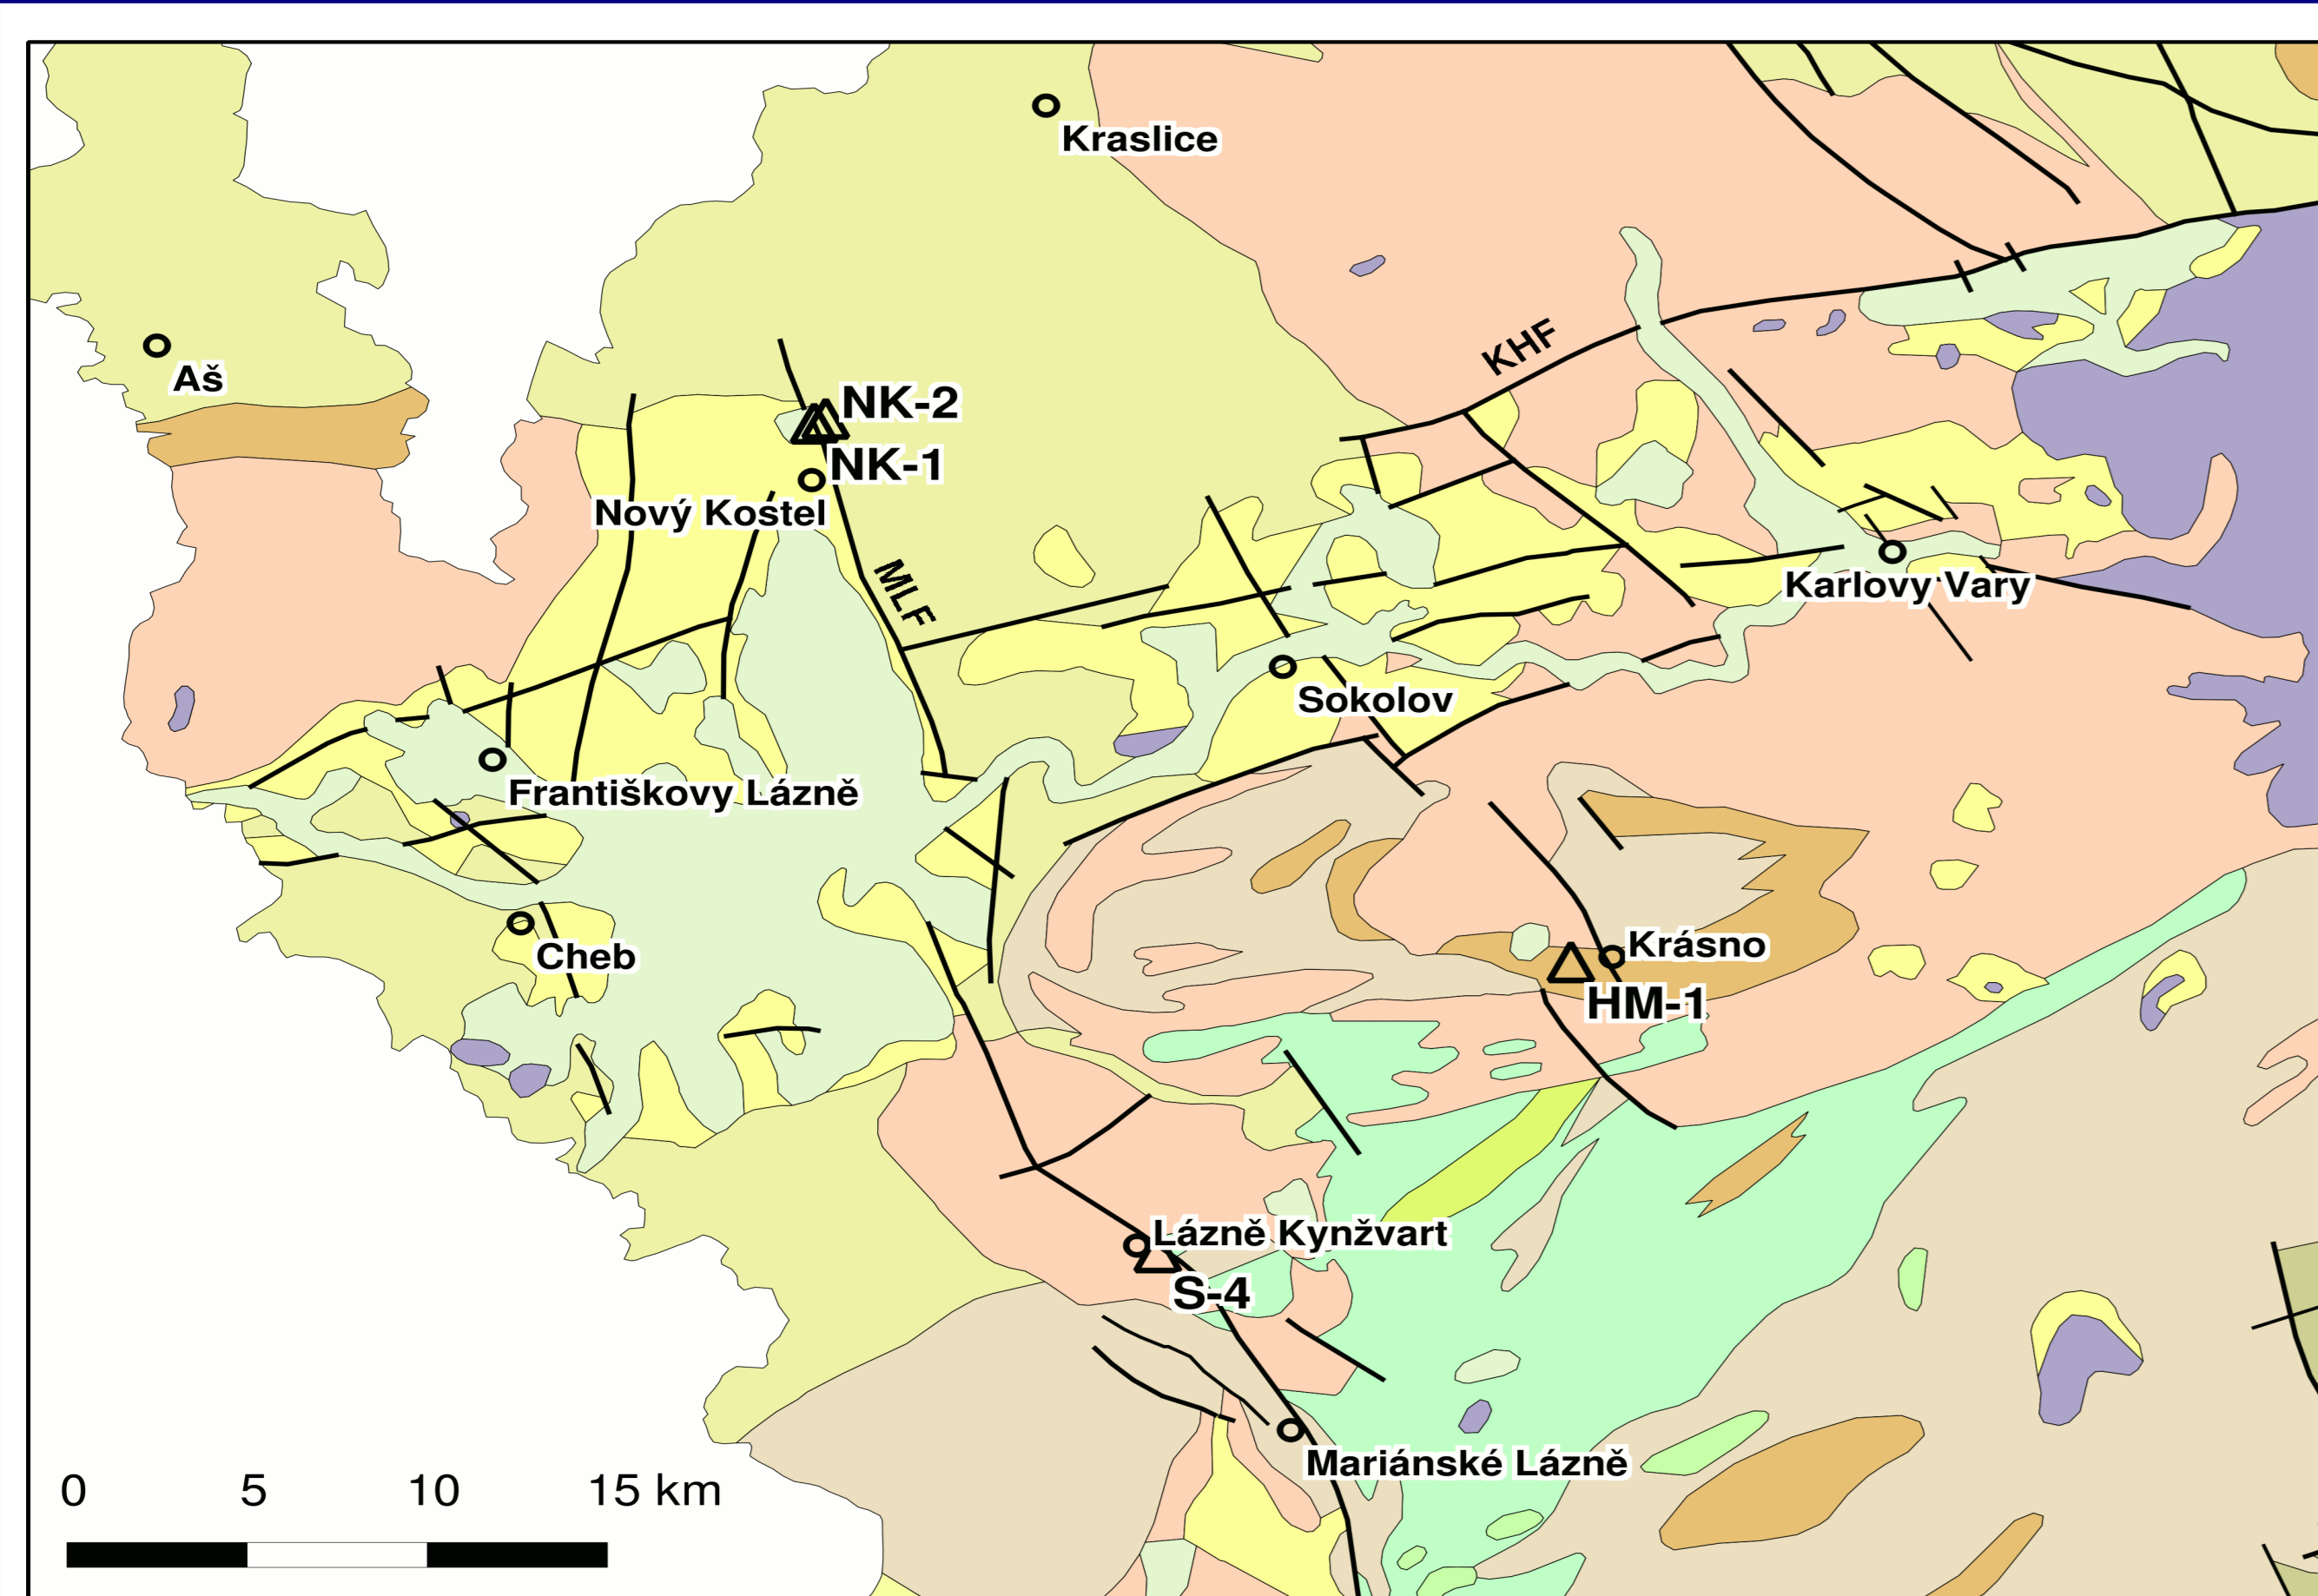 Kraslice
KHF
Aš
NK-2
NK-1
Nový Kostel
MLF
Karlovy Vary
Sokolov
Františkovy Lázně
Krásno
Cheb
HM-1
Lázně Kynžvart
S-4
Mariánské Lázně
0 5 10 15 km